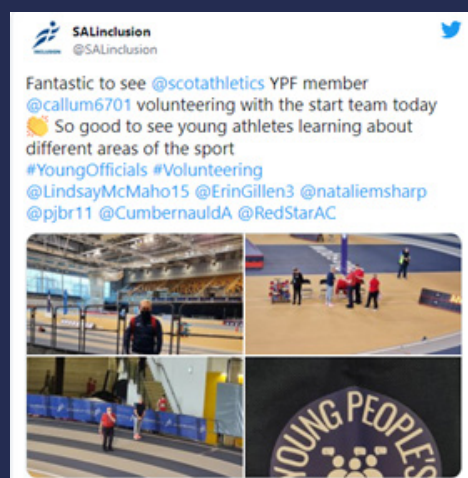 SALinclusion
@SALinclusion
Fantastic to see @scotathletics YPF member
@callum6701 volunteering with the start team today
👏 So good to see young athletes learning about
different areas of the sport
#YoungOfficials #Volunteering
@LindsayMcMaho15 @ErinGillen3 @nataliemsharp
@pjbr11 @CumbernauldA @RedStarAC
YOUNG PEOPLE'S